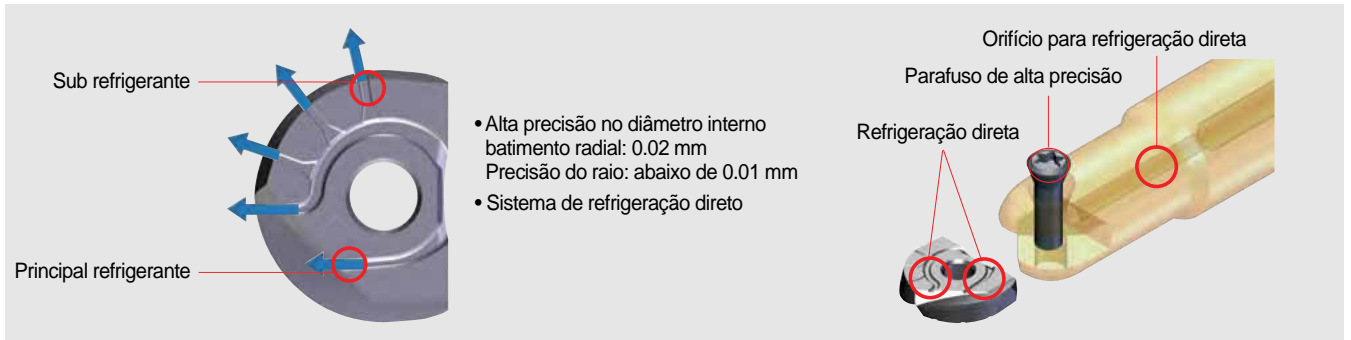 Sub refrigerante
Principal refrigerante
• Alta precisão no diâmetro interno
batimento radial: 0.02 mm
Precisão do raio: abaixo de 0.01 mm
• Sistema de refrigeração direto
Orifício para refrigeração direta
Parafuso de alta precisão
Refrigeração direta